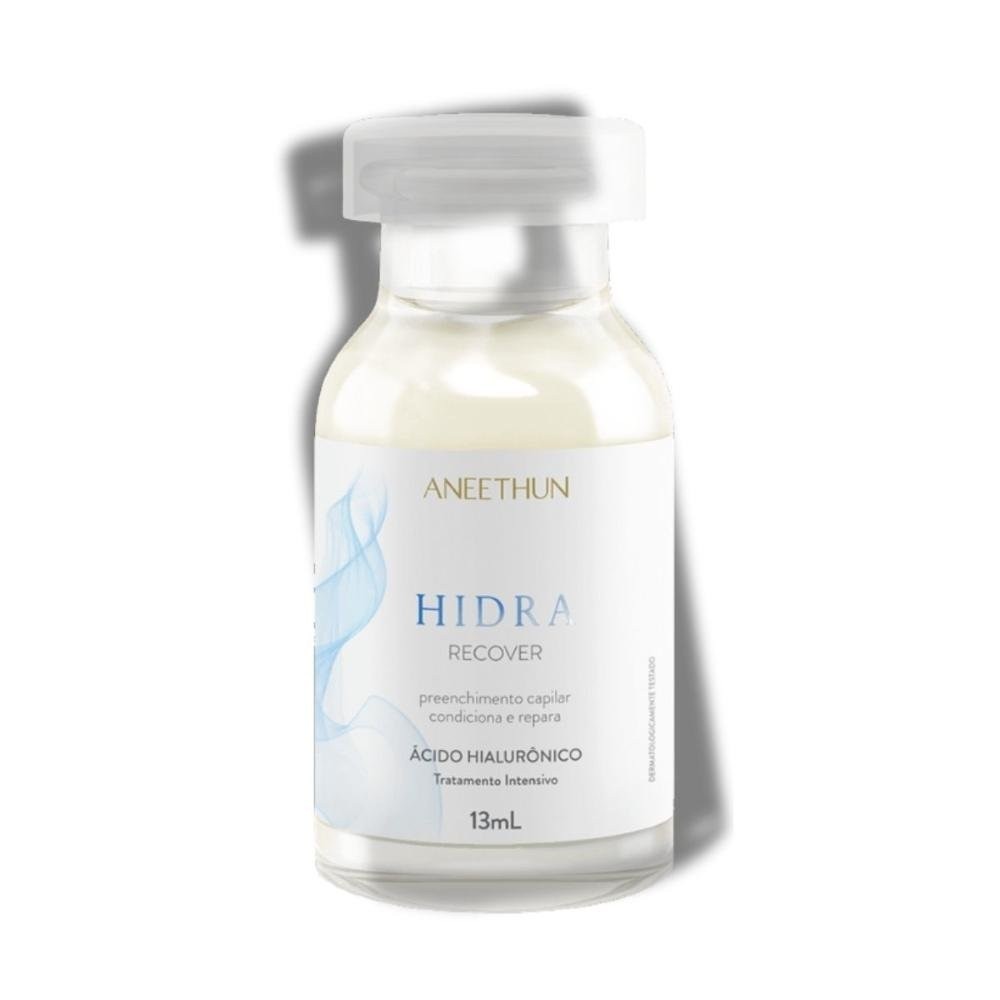 ANEETHUN
HIDRA
RECOVER
preenchimento capilar
condiciona e repara
ÁCIDO HIALURÔNICO
Tratamento Intensivo
13mL
DERMATOLOGICAMENTE TESTADO